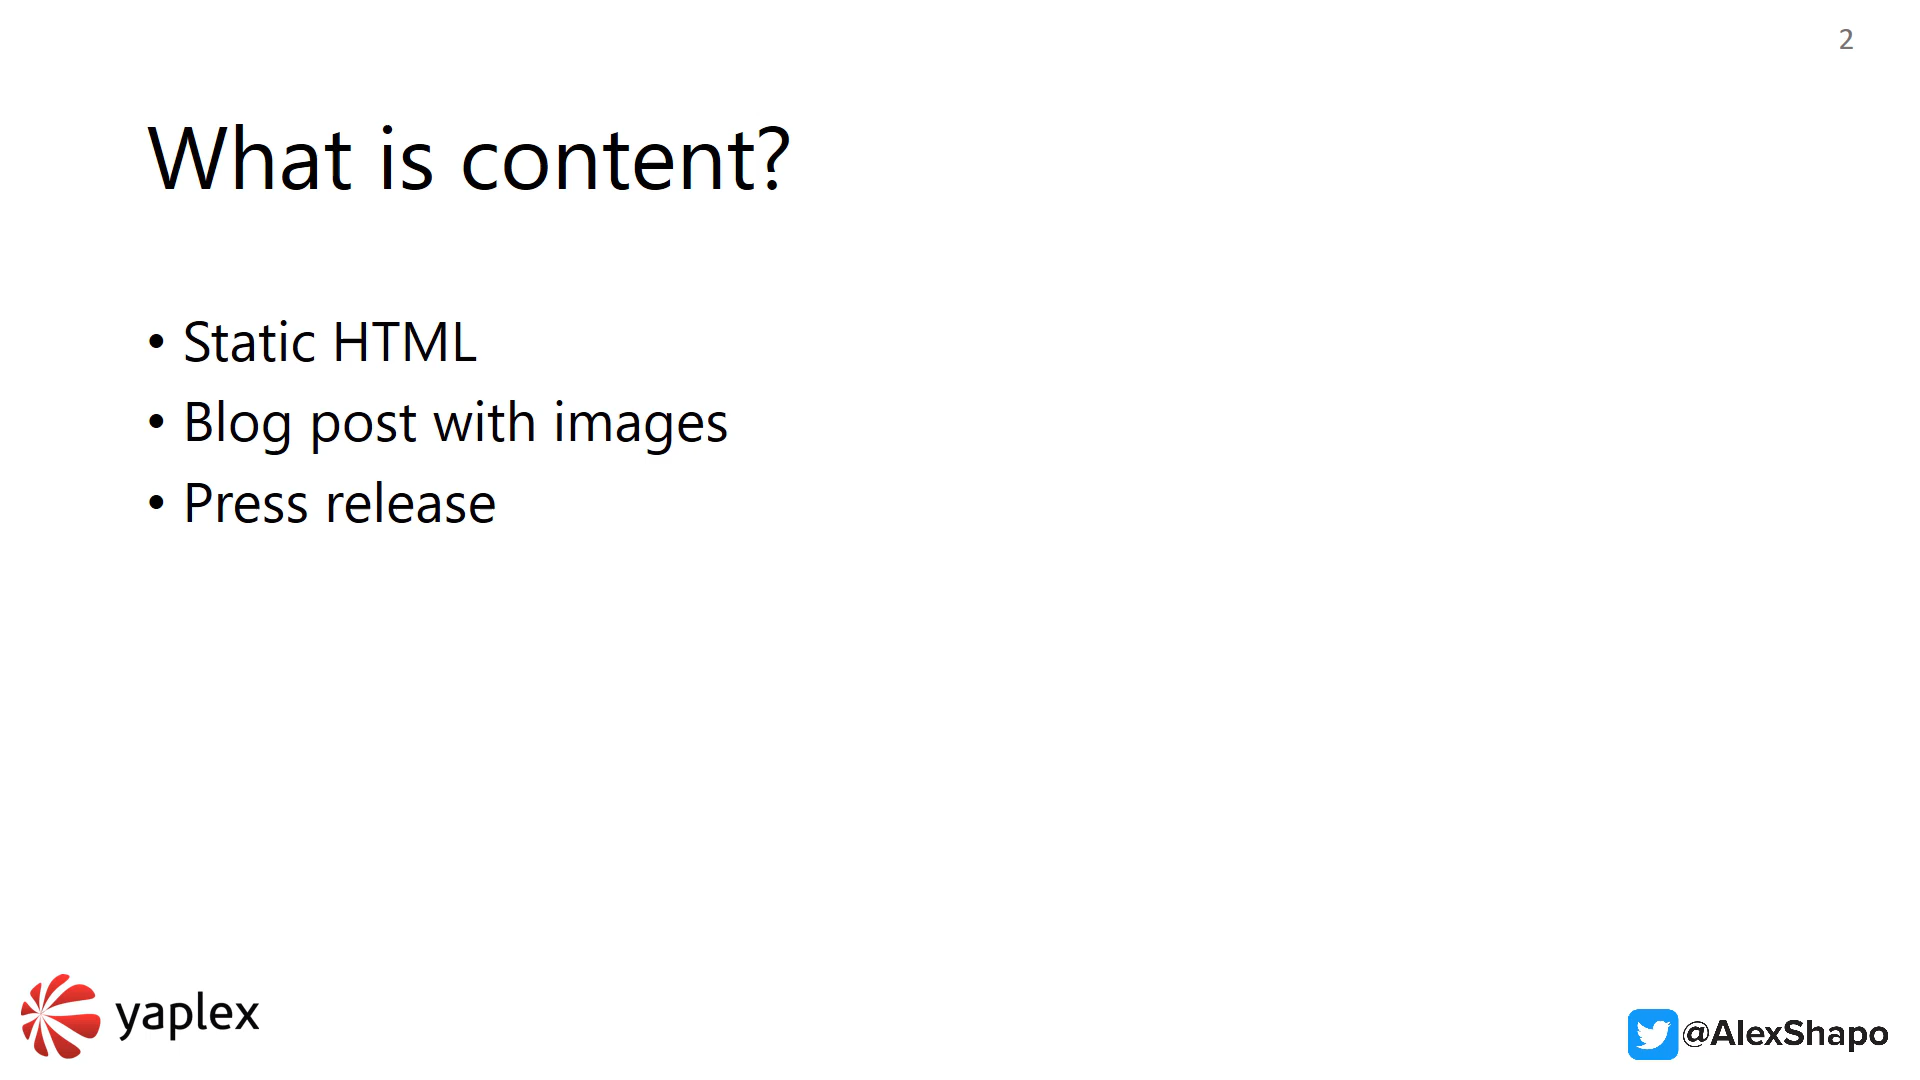 2
What is content?
• Static HTML
• Blog post with images
• Press release
yaplex
@AlexShapo